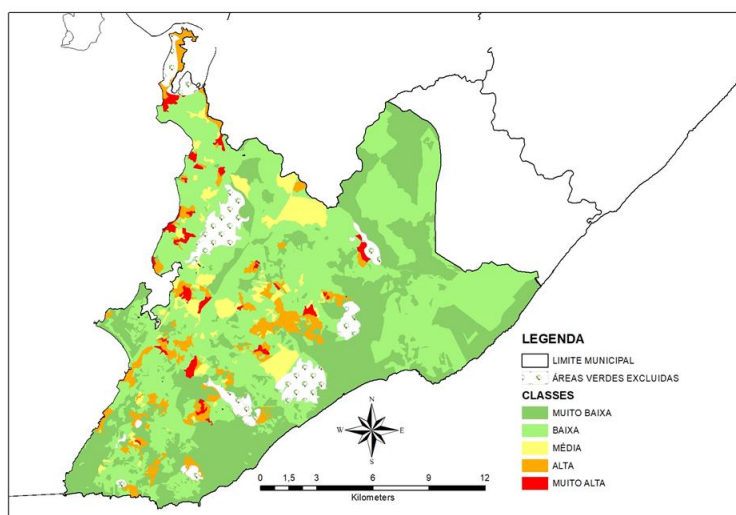 N
W E
S
0 1,5 3 6 9 12
Kilometers
LEGENDA
LIMITE MUNICIPAL
ÁREAS VERDES EXCLUIDAS
CLASSES
MUITO BAIXA
BAIXA
MÉDIA
ALTA
MUITO ALTA